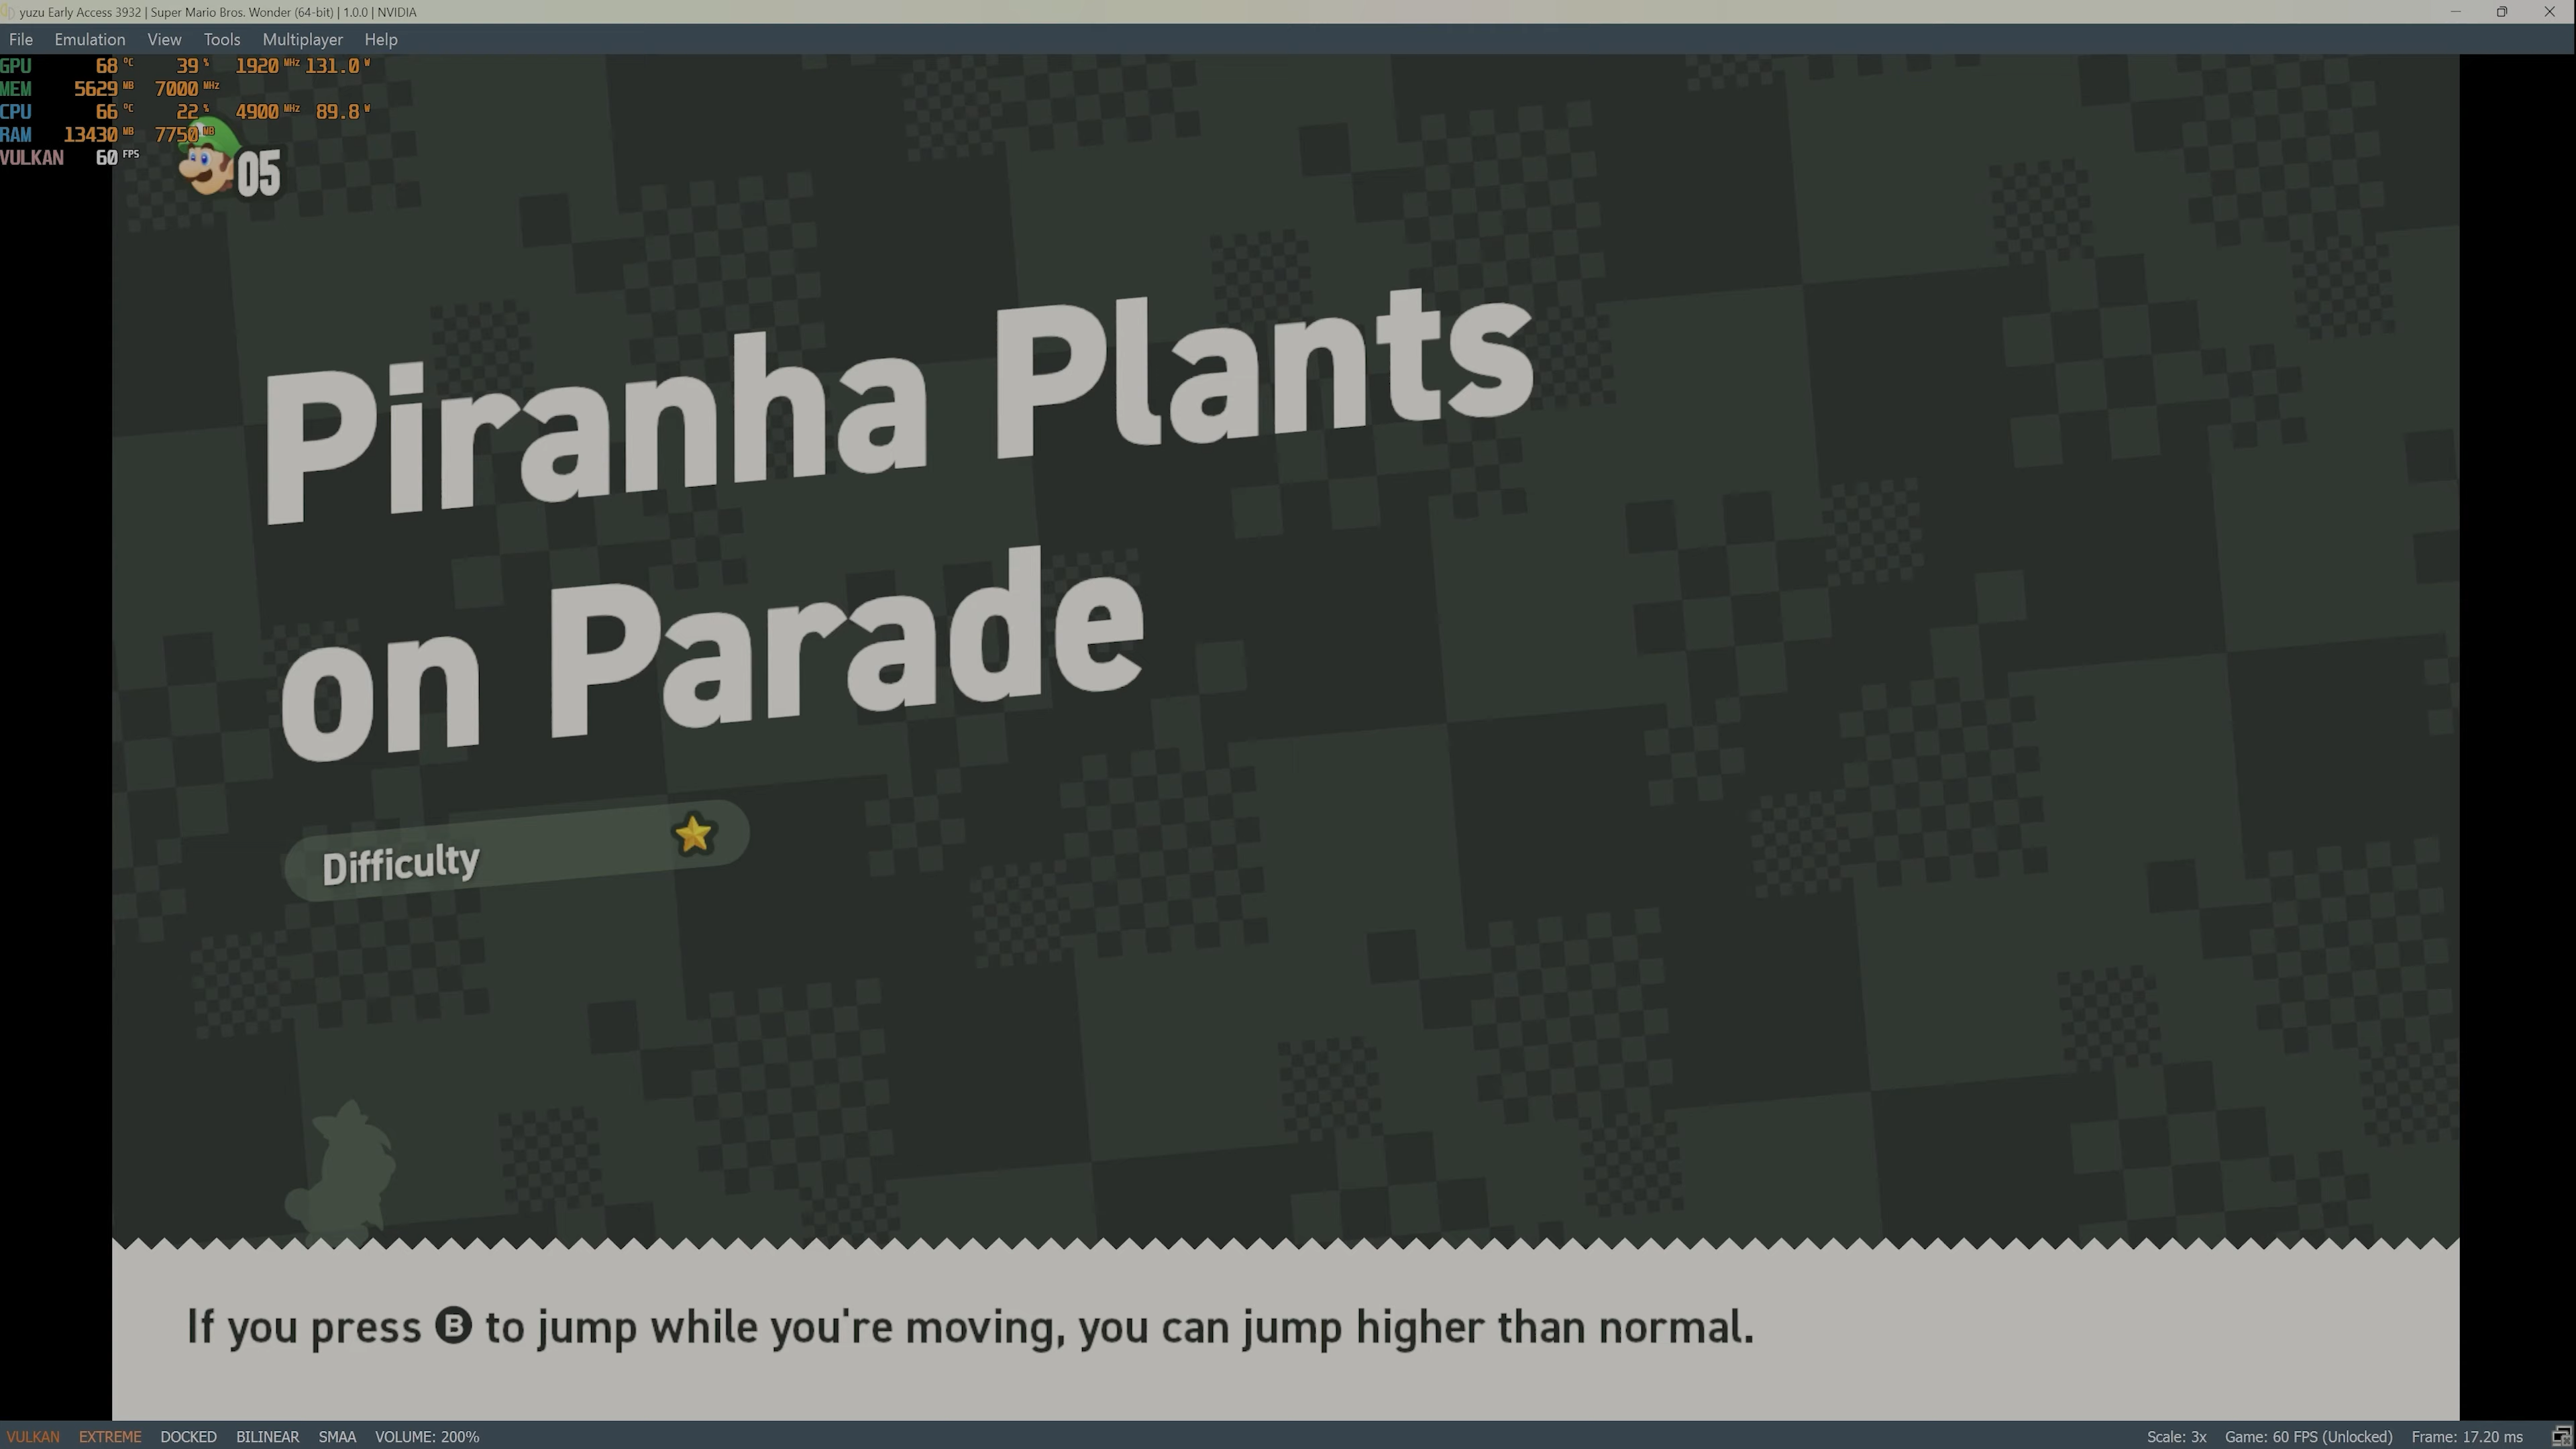 yuzu Early Access 3932 | Super Mario Bros. Wonder (64-bit) | 1.0.0 | NVIDIA
File Emulation View Tools Multiplayer Help
GPU 68 °C 39 % 1920 MHz 131.0 W
MEM 5629 MB 7000 MHz
CPU 66 °C 22 % 4900 MHz 89.8 W
RAM 13430 MB 7750 MB
VULKAN 60 FPS
05
Piranha Plants
on Parade
Difficulty
If you press B to jump while you're moving, you can jump higher than normal.
VULKAN EXTREME DOCKED BILINEAR SMAA VOLUME: 200% Scale: 3x Game: 60 FPS (Unlocked) Frame: 17.20 ms